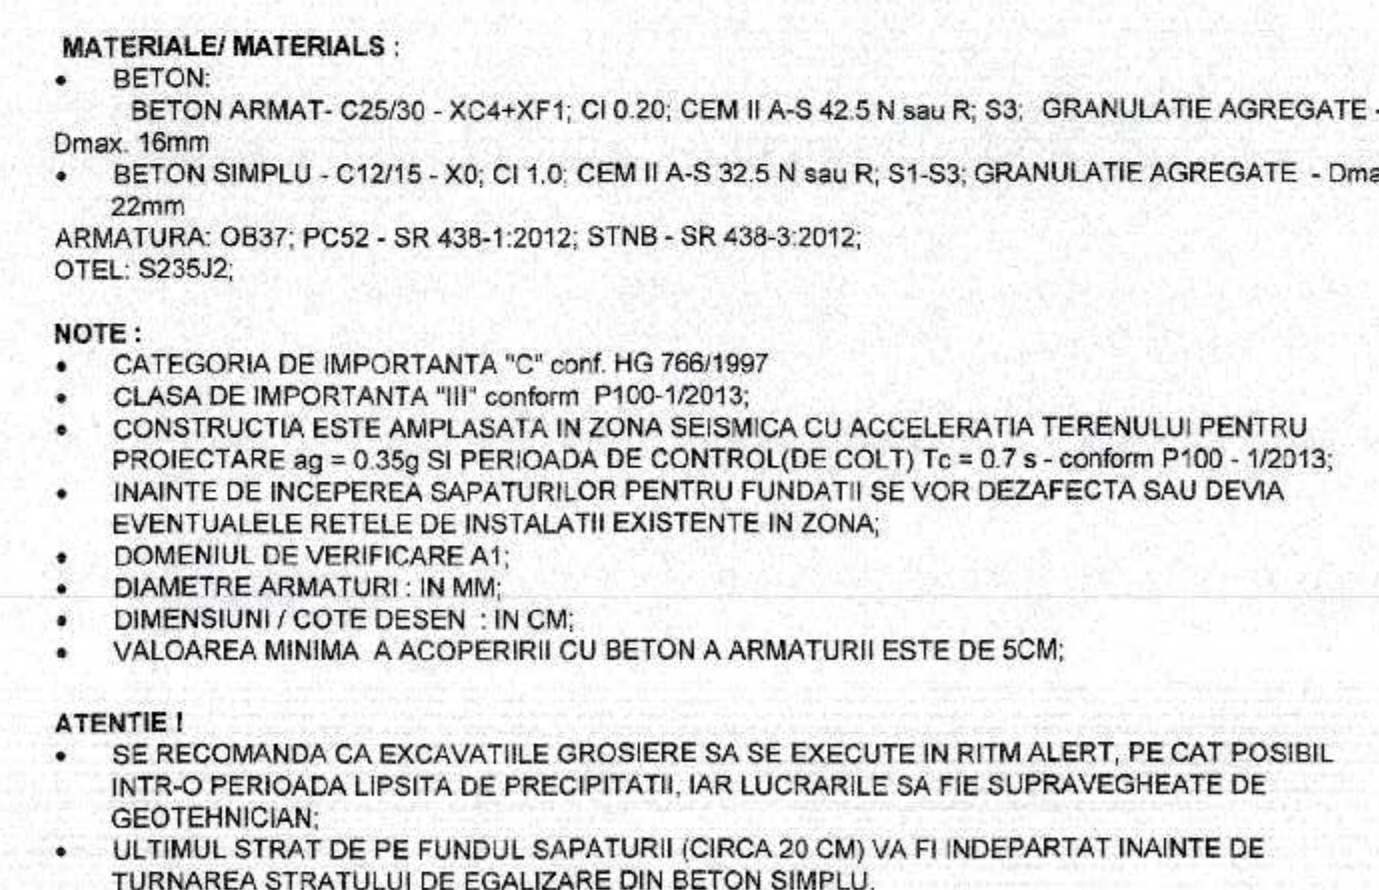 MATERIALE/ MATERIALS :
• BETON:
BETON ARMAT- C25/30 - XC4+XF1; CI 0.20; CEM II A-S 42.5 N sau R; S3; GRANULATIE AGREGATE -
Dmax. 16mm
• BETON SIMPLU - C12/15 - X0; CI 1.0; CEM II A-S 32.5 N sau R; S1-S3; GRANULATIE AGREGATE - Dma
22mm
ARMATURA: OB37; PC52 - SR 438-1:2012; STNB - SR 438-3:2012;
OTEL: S235J2;
NOTE :
• CATEGORIA DE IMPORTANTA "C" conf. HG 766/1997
• CLASA DE IMPORTANTA "III" conform P100-1/2013;
• CONSTRUCTIA ESTE AMPLASATA IN ZONA SEISMICA CU ACCELERATIA TERENULUI PENTRU
PROIECTARE ag = 0.35g SI PERIOADA DE CONTROL(DE COLT) Tc = 0.7 s - conform P100 - 1/2013;
• INAINTE DE INCEPEREA SAPATURILOR PENTRU FUNDATII SE VOR DEZAFECTA SAU DEVIA
EVENTUALELE RETELE DE INSTALATII EXISTENTE IN ZONA;
• DOMENIUL DE VERIFICARE A1;
• DIAMETRE ARMATURI : IN MM;
• DIMENSIUNI / COTE DESEN : IN CM;
• VALOAREA MINIMA A ACOPERIRII CU BETON A ARMATURII ESTE DE 5CM;
ATENTIE !
• SE RECOMANDA CA EXCAVATIILE GROSIERE SA SE EXECUTE IN RITM ALERT, PE CAT POSIBIL
INTR-O PERIOADA LIPSITA DE PRECIPITATII, IAR LUCRARILE SA FIE SUPRAVEGHEATE DE
GEOTEHNICIAN;
• ULTIMUL STRAT DE PE FUNDUL SAPATURII (CIRCA 20 CM) VA FI INDEPARTAT INAINTE DE
TURNAREA STRATULUI DE EGALIZARE DIN BETON SIMPLU.